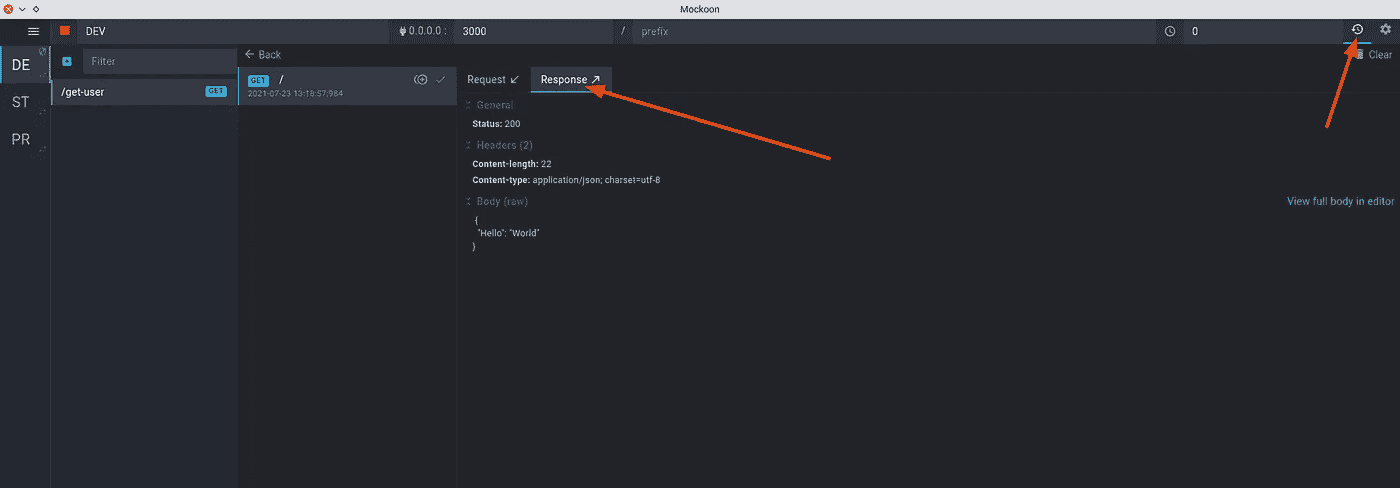 Mockoon
DEV
0.0.0.0 :
3000
/
prefix
0
DE
Filter
Back
Clear
GET
/
2021-07-23 13:18:57:984
Request
Response
/get-user
GET
ST
PR
General
Status: 200
Headers (2)
Content-length: 22
Content-type: application/json; charset=utf-8
Body (raw)
View full body in editor
{
"Hello": "World"
}